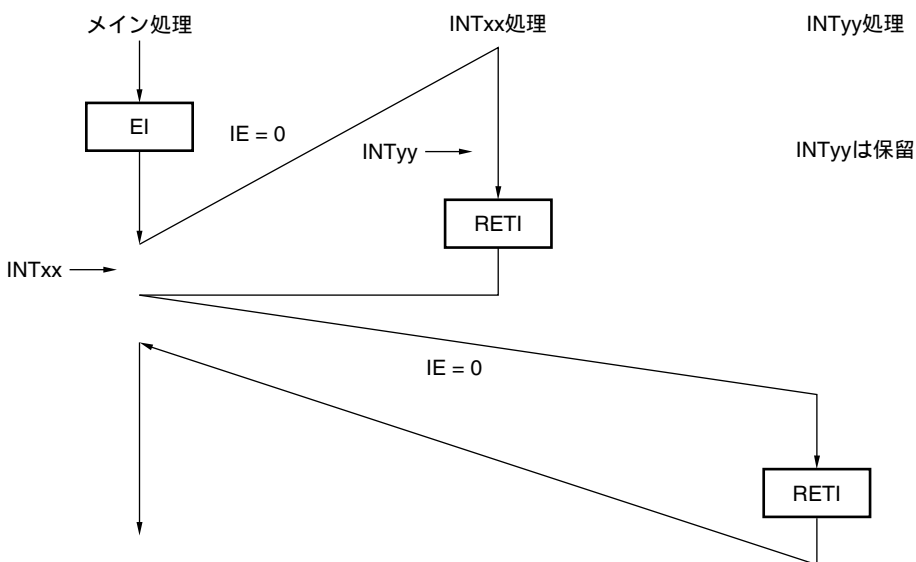 メイン処理
INTxx処理
INTyy処理
EI
IE = 0
INTyy
INTyyは保留
RETI
INTxx
IE = 0
RETI